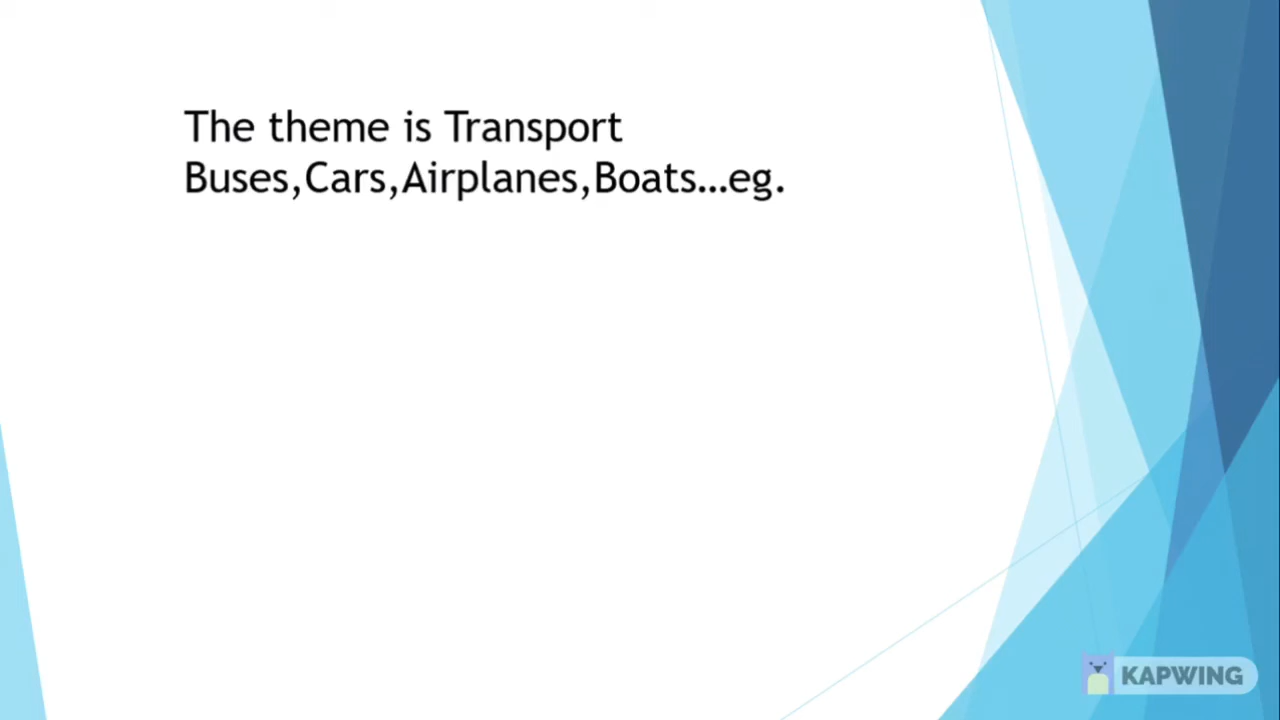 The theme is Transport
Buses,Cars,Airplanes,Boats…eg.
KAPWING